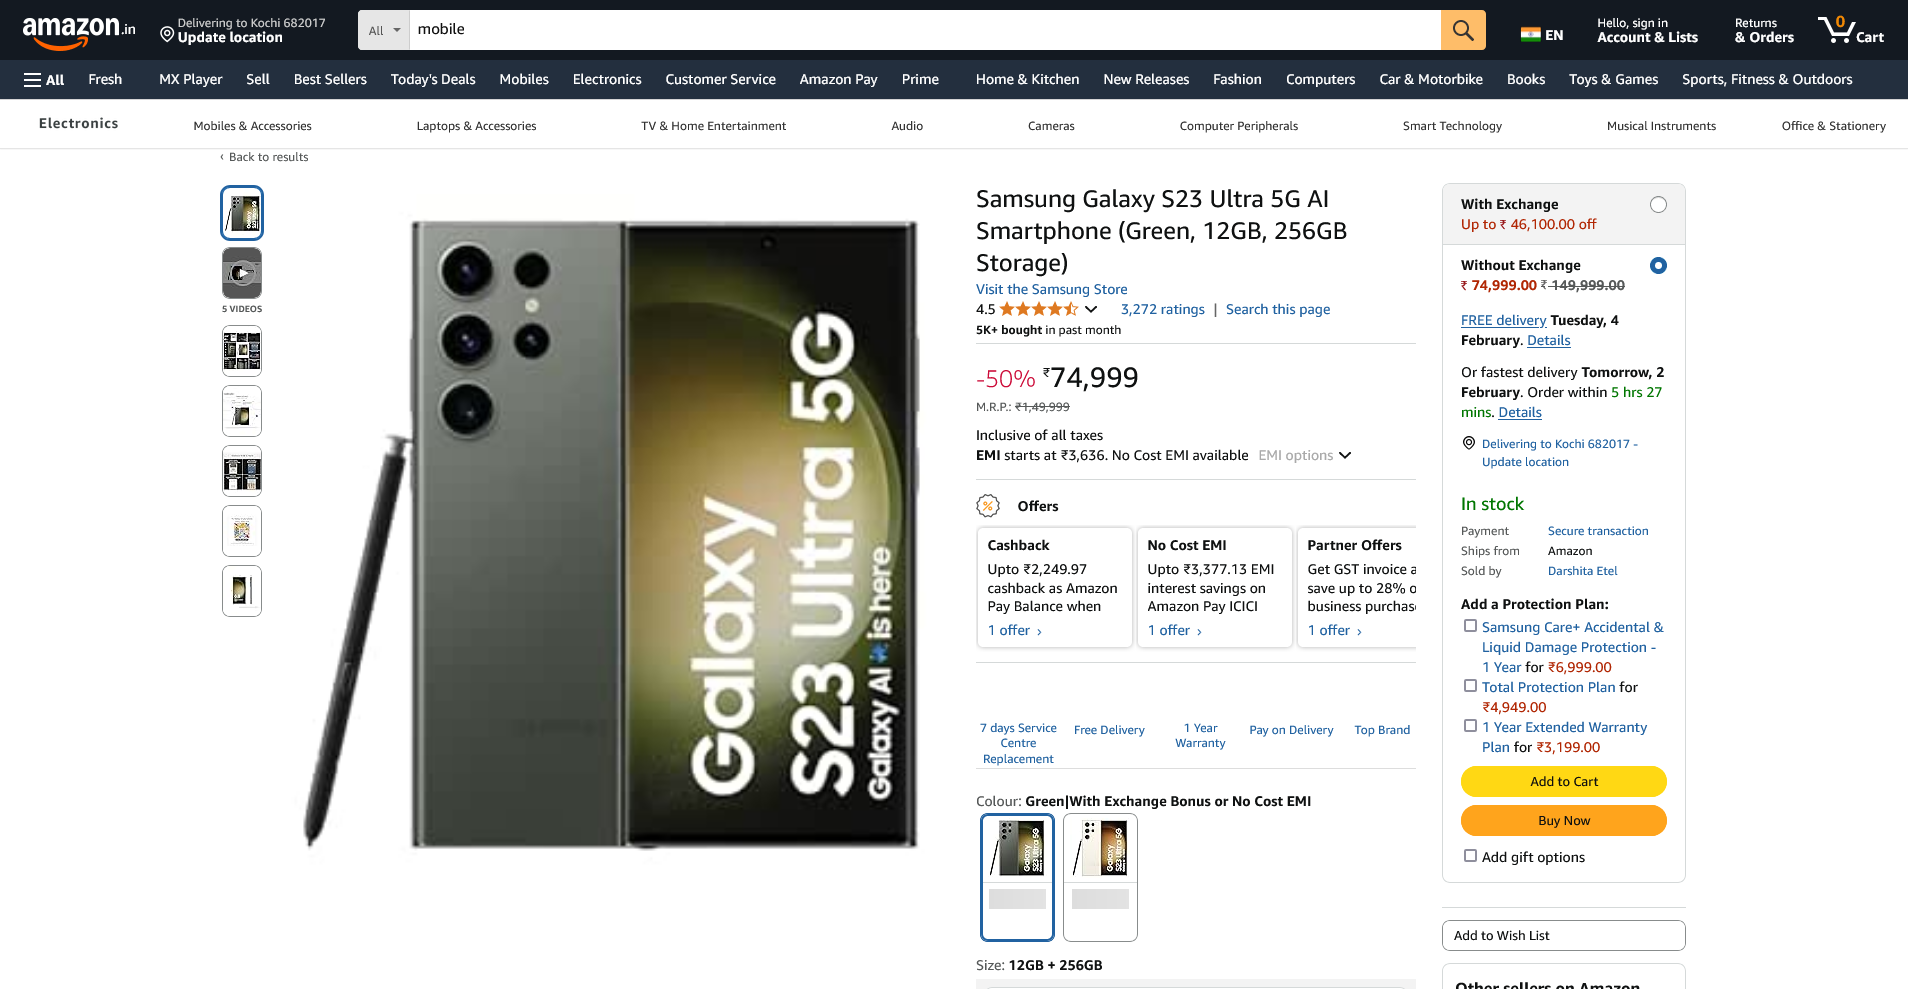 amazon.in
Delivering to Kochi 682017
Update location
All
mobile
EN
Hello, sign in
Account & Lists
Returns
& Orders
0
Cart
All
Fresh
MX Player
Sell
Best Sellers
Today's Deals
Mobiles
Electronics
Customer Service
Amazon Pay
Prime
Home & Kitchen
New Releases
Fashion
Computers
Car & Motorbike
Books
Toys & Games
Sports, Fitness & Outdoors
Electronics
Mobiles & Accessories
Laptops & Accessories
TV & Home Entertainment
Audio
Cameras
Computer Peripherals
Smart Technology
Musical Instruments
Office & Stationery
‹ Back to results
5 VIDEOS
Galaxy
S23 Ultra 5G
Galaxy AI is here
Samsung Galaxy S23 Ultra 5G AI
Smartphone (Green, 12GB, 256GB
Storage)
Visit the Samsung Store
4.5
3,272 ratings | Search this page
5K+ bought in past month
-50% ₹74,999
M.R.P.: ₹1,49,999
Inclusive of all taxes
EMI starts at ₹3,636. No Cost EMI available EMI options
% Offers
Cashback
Upto ₹2,249.97
cashback as Amazon
Pay Balance when
1 offer ›
No Cost EMI
Upto ₹3,377.13 EMI
interest savings on
Amazon Pay ICICI
1 offer ›
Partner Offers
Get GST invoice a
save up to 28% o
business purchas
1 offer ›
7 days Service
Centre
Replacement
Free Delivery
1 Year
Warranty
Pay on Delivery
Top Brand
Colour: Green|With Exchange Bonus or No Cost EMI
Galaxy
S23 Ultra 5G
Galaxy
S23 Ultra 5G
Size: 12GB + 256GB
With Exchange
Up to ₹ 46,100.00 off
Without Exchange
₹ 74,999.00 ₹ 149,999.00
FREE delivery Tuesday, 4
February. Details
Or fastest delivery Tomorrow, 2
February. Order within 5 hrs 27
mins. Details
Delivering to Kochi 682017 -
Update location
In stock
Payment Secure transaction
Ships from Amazon
Sold by Darshita Etel
Add a Protection Plan:
Samsung Care+ Accidental &
Liquid Damage Protection -
1 Year for ₹6,999.00
Total Protection Plan for
₹4,949.00
1 Year Extended Warranty
Plan for ₹3,199.00
Add to Cart
Buy Now
Add gift options
Add to Wish List
Other sellers on Amazon